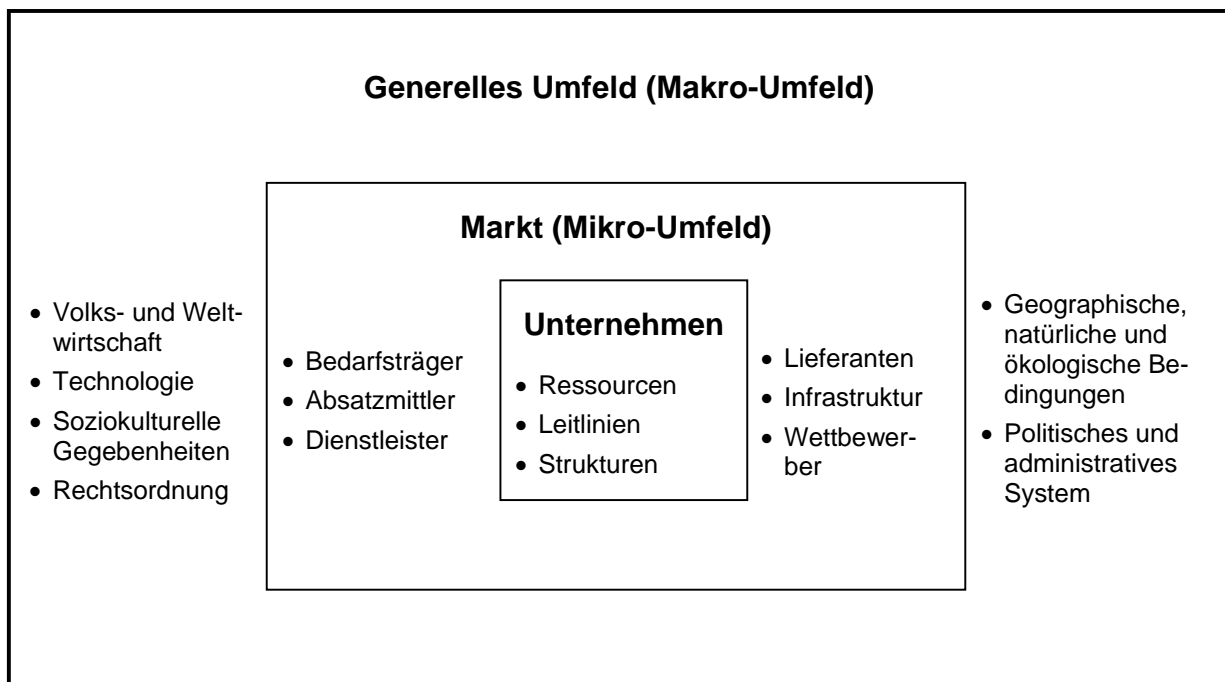 Generelles Umfeld (Makro-Umfeld)
Markt (Mikro-Umfeld)
• Volks- und Welt-
wirtschaft
• Technologie
• Soziokulturelle
Gegebenheiten
• Rechtsordnung
• Bedarfsträger
• Absatzmittler
• Dienstleister
Unternehmen
• Ressourcen
• Leitlinien
• Strukturen
• Lieferanten
• Infrastruktur
• Wettbewer-
ber
• Geographische,
natürliche und
ökologische Be-
dingungen
• Politisches und
administratives
System